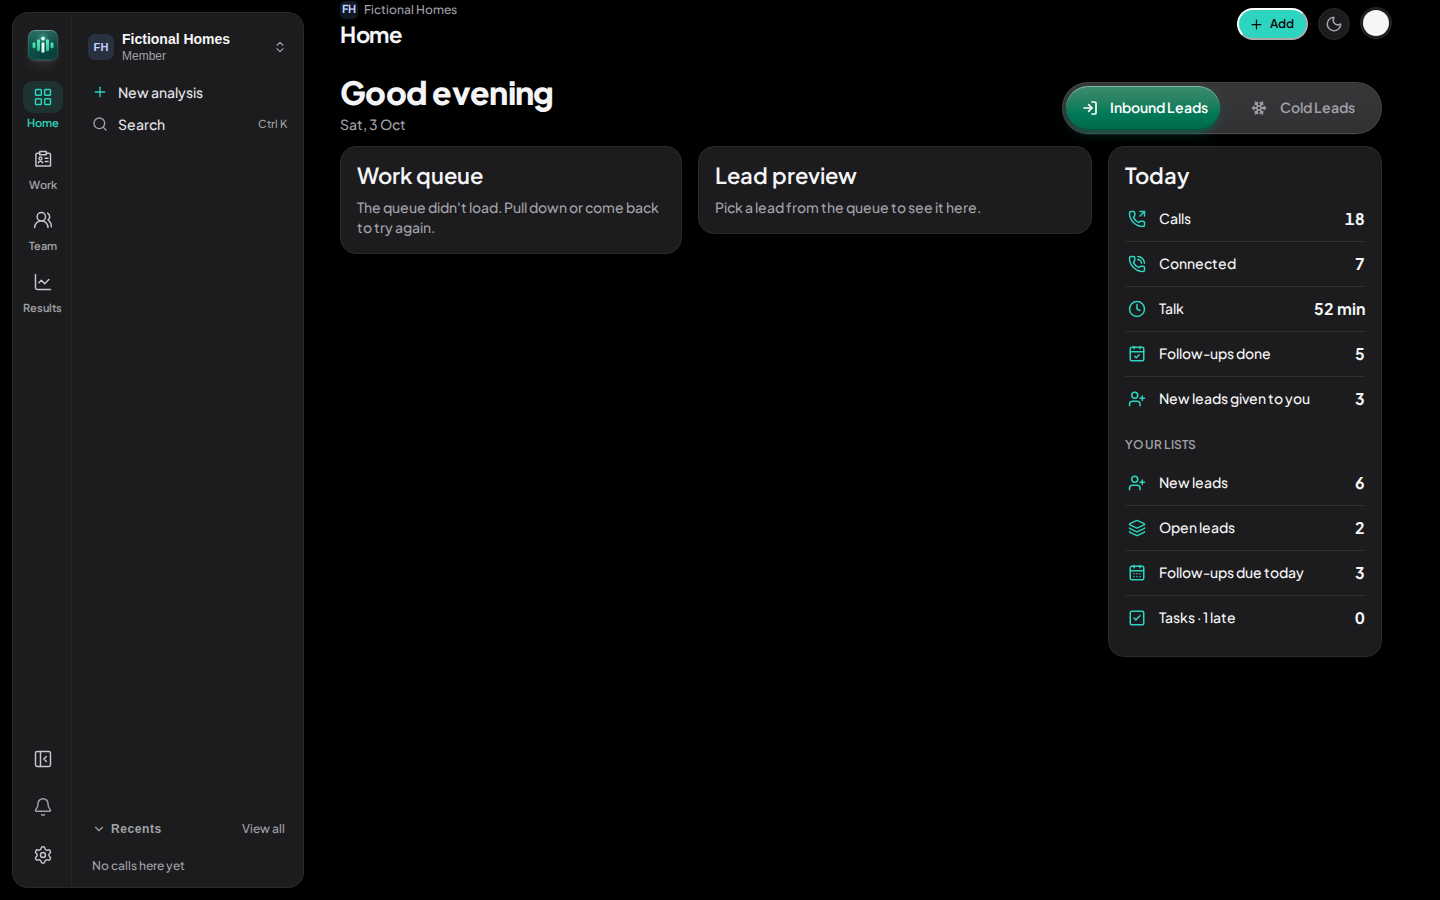 FH Fictional Homes
Member
New analysis
Search Ctrl K
Home
Work
Team
Results
Recents View all
No calls here yet
FH Fictional Homes
Home
Add
Good evening
Sat, 3 Oct
Inbound Leads Cold Leads
Work queue
The queue didn't load. Pull down or come back
to try again.
Lead preview
Pick a lead from the queue to see it here.
Today
Calls 18
Connected 7
Talk 52 min
Follow-ups done 5
New leads given to you 3
YOUR LISTS
New leads 6
Open leads 2
Follow-ups due today 3
Tasks · 1 late 0